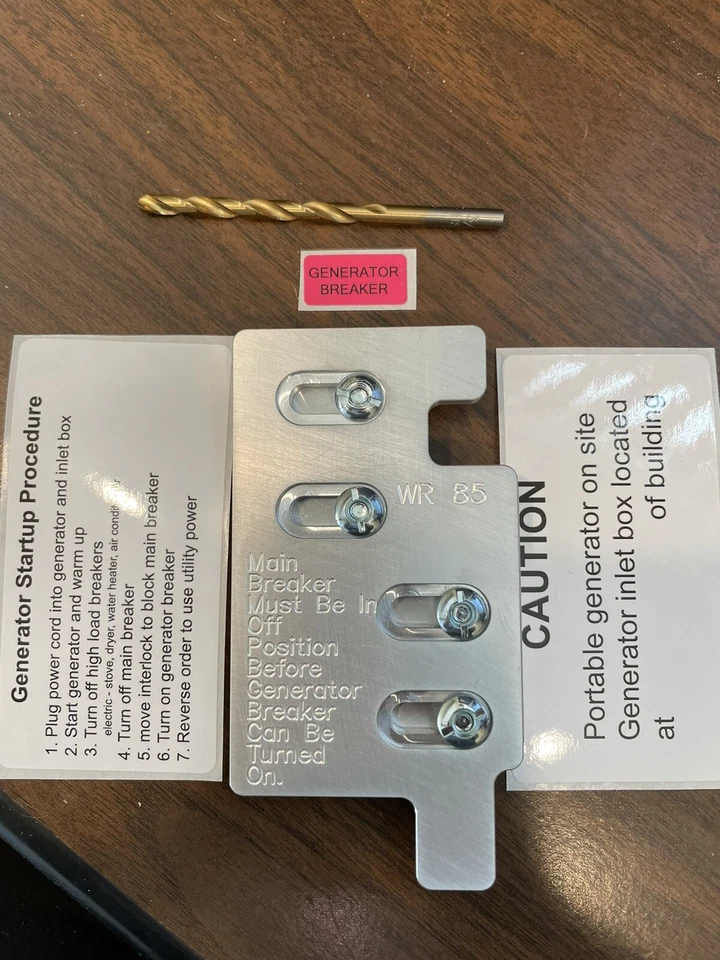 GENERATOR
BREAKER
Generator Startup Procedure
1. Plug power cord into generator and inlet box
2. Start generator and warm up
3. Turn off high load breakers
electric - stove, dryer, water heater, air
4. Turn off main breaker
5. move interlock to block main breaker
6. Turn on generator breaker
7. Reverse order to use utility power
WR 85
Main
Breaker
Must Be In
Off
Position
Before
Generator
Breaker
Can Be
Turned
On.
CAUTION
Portable generator on site
Generator inlet box located
at of building